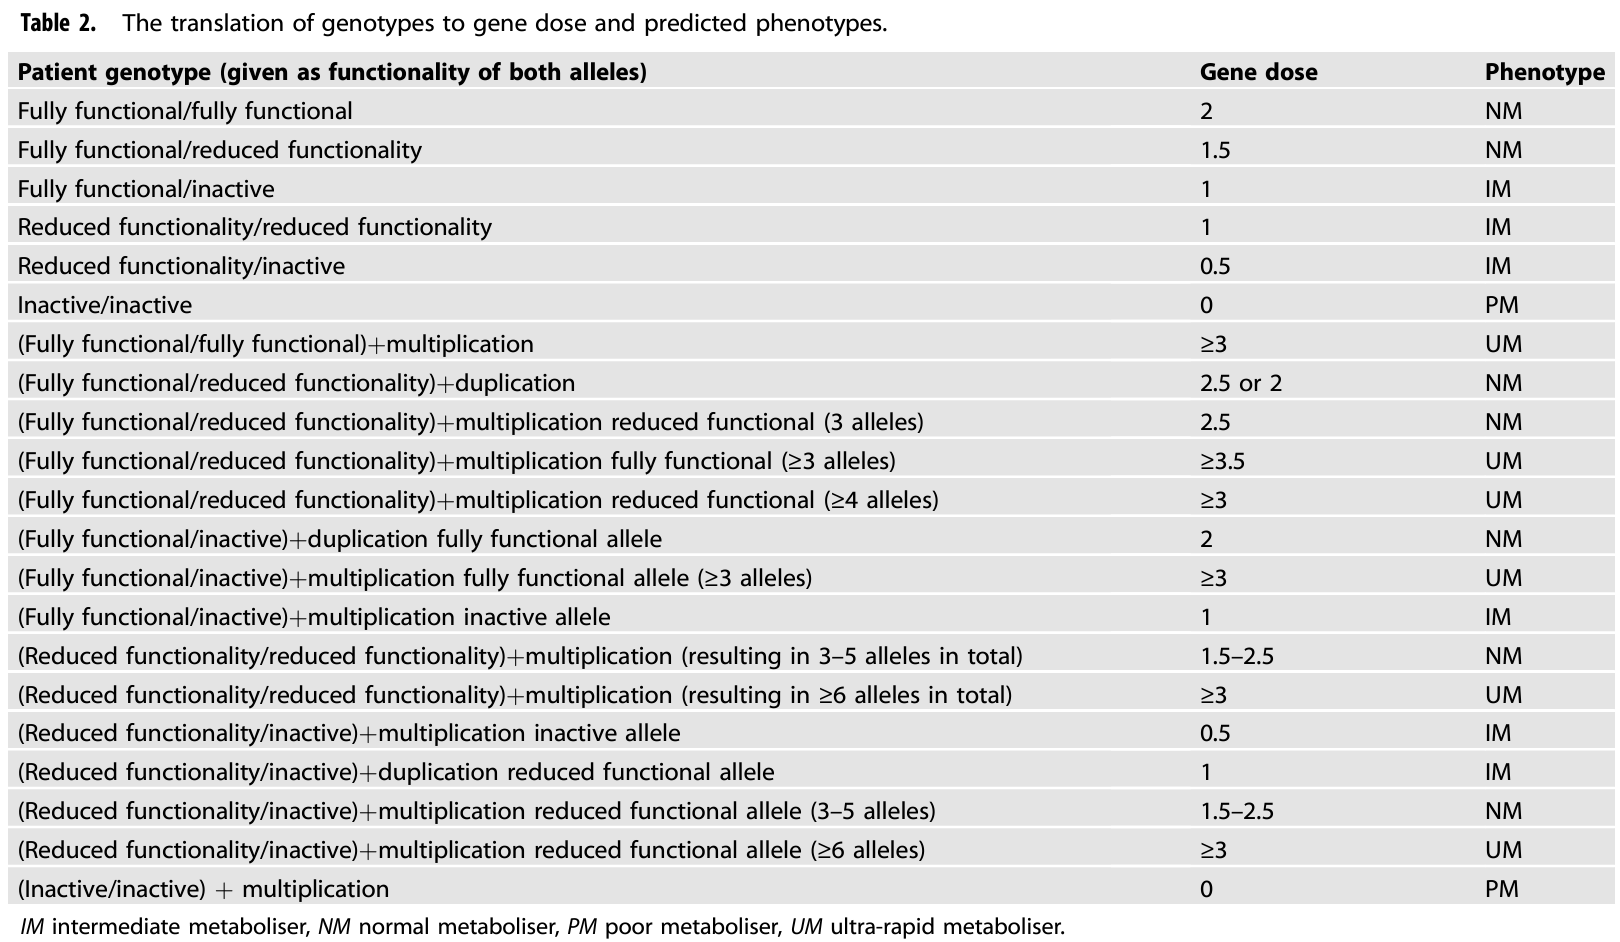 Table 2. The translation of genotypes to gene dose and predicted phenotypes.
Patient genotype (given as functionality of both alleles) Gene dose Phenotype
Fully functional/fully functional 2 NM
Fully functional/reduced functionality 1.5 NM
Fully functional/inactive 1 IM
Reduced functionality/reduced functionality 1 IM
Reduced functionality/inactive 0.5 IM
Inactive/inactive 0 PM
(Fully functional/fully functional)+multiplication ≥3 UM
(Fully functional/reduced functionality)+duplication 2.5 or 2 NM
(Fully functional/reduced functionality)+multiplication reduced functional (3 alleles) 2.5 NM
(Fully functional/reduced functionality)+multiplication fully functional (≥3 alleles) ≥3.5 UM
(Fully functional/reduced functionality)+multiplication reduced functional (≥4 alleles) ≥3 UM
(Fully functional/inactive)+duplication fully functional allele 2 NM
(Fully functional/inactive)+multiplication fully functional allele (≥3 alleles) ≥3 UM
(Fully functional/inactive)+multiplication inactive allele 1 IM
(Reduced functionality/reduced functionality)+multiplication (resulting in 3–5 alleles in total) 1.5–2.5 NM
(Reduced functionality/reduced functionality)+multiplication (resulting in ≥6 alleles in total) ≥3 UM
(Reduced functionality/inactive)+multiplication inactive allele 0.5 IM
(Reduced functionality/inactive)+duplication reduced functional allele 1 IM
(Reduced functionality/inactive)+multiplication reduced functional allele (3–5 alleles) 1.5–2.5 NM
(Reduced functionality/inactive)+multiplication reduced functional allele (≥6 alleles) ≥3 UM
(Inactive/inactive) + multiplication 0 PM
IM intermediate metaboliser, NM normal metaboliser, PM poor metaboliser, UM ultra-rapid metaboliser.